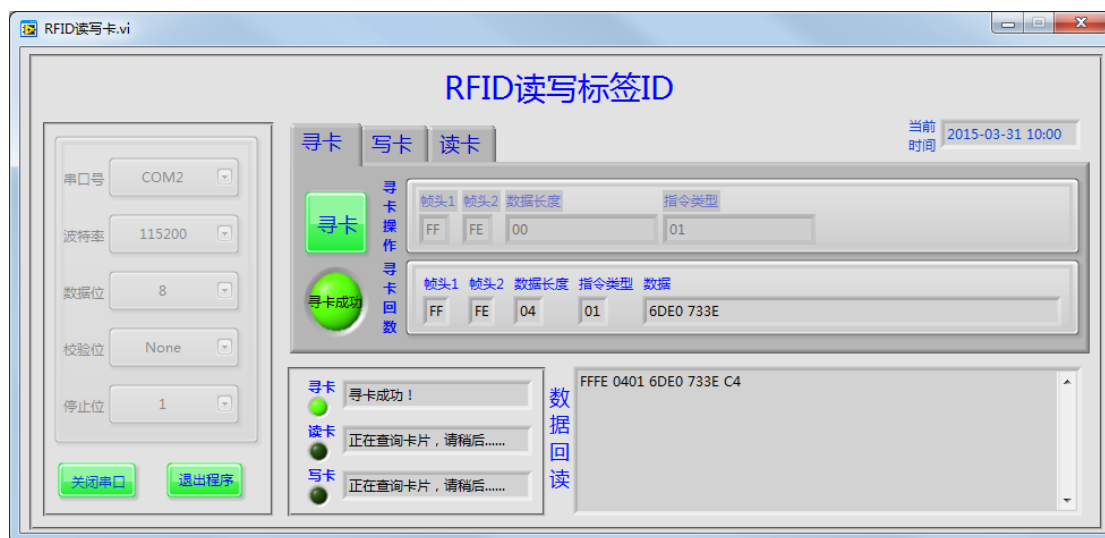 RFID读写卡.vi
RFID读写标签ID
当前时间 2015-03-31 10:00
串口号 COM2
波特率 115200
数据位 8
校验位 None
停止位 1
关闭串口 退出程序
寻卡 写卡 读卡
寻卡
寻卡操作
帧头1 帧头2 数据长度 指令类型
FF FE 00 01
寻卡成功
寻卡回数
帧头1 帧头2 数据长度 指令类型 数据
FF FE 04 01 6DE0 733E
寻卡 寻卡成功！
读卡 正在查询卡片，请稍后......
写卡 正在查询卡片，请稍后......
数据回读
FFFE 0401 6DE0 733E C4